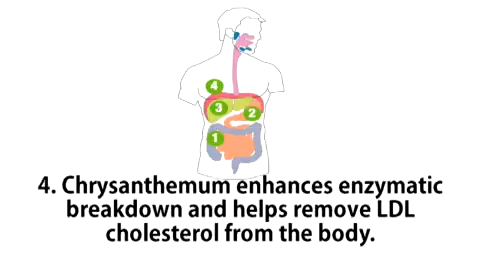 4
3
2
1
4. Chrysanthemum enhances enzymatic
breakdown and helps remove LDL
cholesterol from the body.